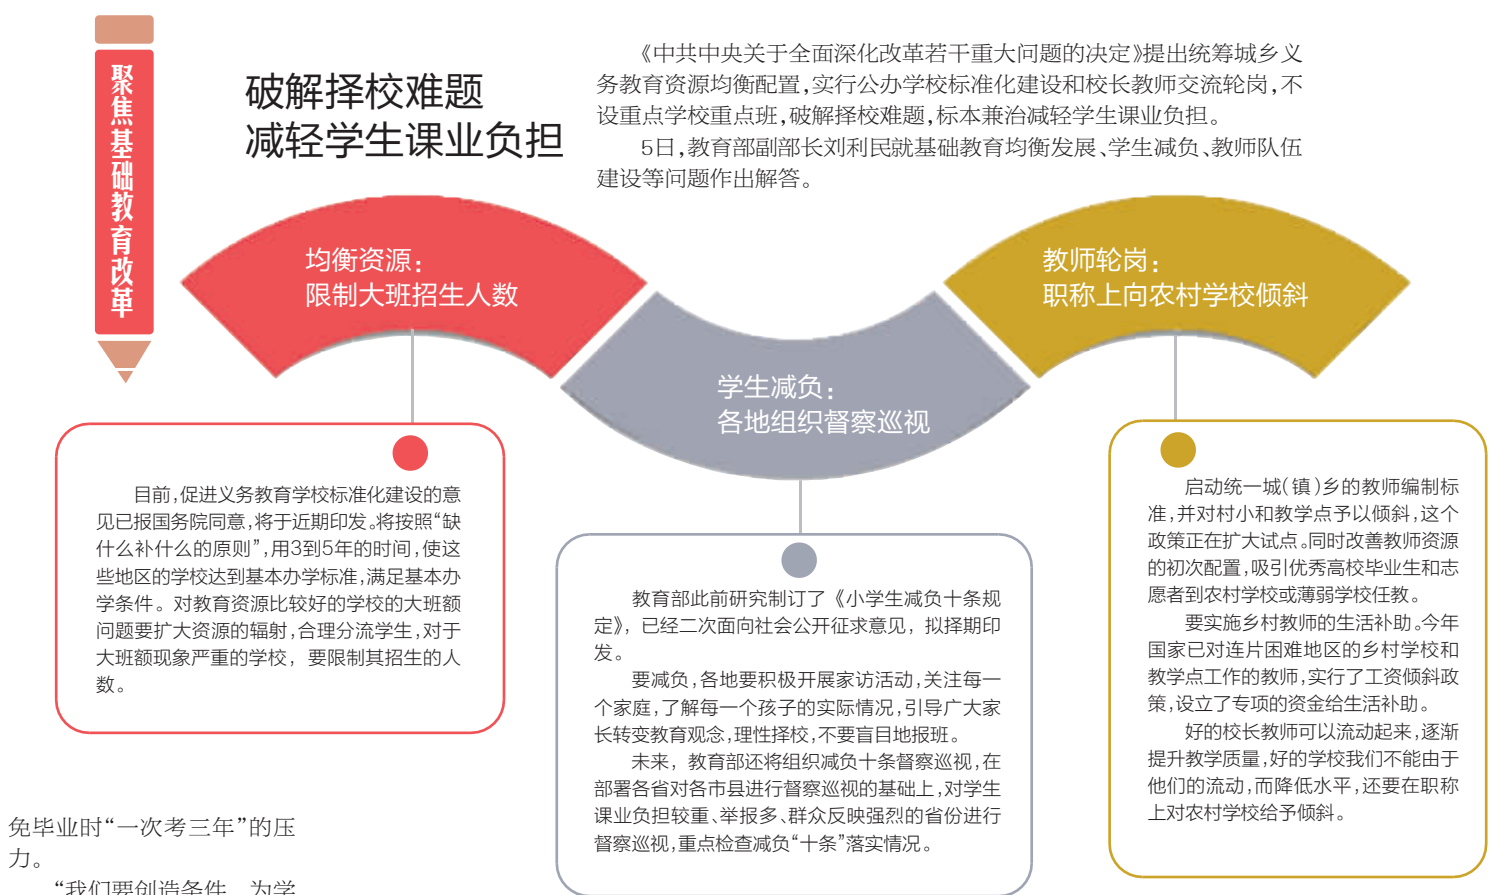 聚焦基础教育改革
破解择校难题
减轻学生课业负担
《中共中央关于全面深化改革若干重大问题的决定》提出统筹城乡义
务教育资源均衡配置,实行公办学校标准化建设和校长教师交流轮岗,不
设重点学校重点班,破解择校难题,标本兼治减轻学生课业负担。
5日,教育部副部长刘利民就基础教育均衡发展、学生减负、教师队伍
建设等问题作出解答。
均衡资源:
限制大班招生人数
目前,促进义务教育学校标准化建设的意
见已报国务院同意,将于近期印发。将按照“缺
什么补什么的原则”,用3到5年的时间,使这
些地区的学校达到基本办学标准,满足基本办
学条件。对教育资源比较好的学校的大班额
问题要扩大资源的辐射,合理分流学生,对于
大班额现象严重的学校,要限制其招生的人
数。
学生减负:
各地组织督察巡视
教育部此前研究制订了《小学生减负十条规
定》,已经二次面向社会公开征求意见,拟择期印
发。
要减负,各地要积极开展家访活动,关注每一
个家庭,了解每一个孩子的实际情况,引导广大家
长转变教育观念,理性择校,不要盲目地报班。
未来,教育部还将组织减负十条督察巡视,在
部署各省对各市县进行督察巡视的基础上,对学生
课业负担较重、举报多、群众反映强烈的省份进行
督察巡视,重点检查减负“十条”落实情况。
教师轮岗:
职称上向农村学校倾斜
启动统一城(镇)乡的教师编制标
准,并对村小和教学点予以倾斜,这个
政策正在扩大试点。同时改善教师资源
的初次配置,吸引优秀高校毕业生和志
愿者到农村学校或薄弱学校任教。
要实施乡村教师的生活补助。今年
国家已对连片困难地区的乡村学校和
教学点工作的教师,实行了工资倾斜政
策,设立了专项的资金给生活补助。
好的校长教师可以流动起来,逐渐
提升教学质量,好的学校我们不能由于
他们的流动,而降低水平,还要在职称
上对农村学校给予倾斜。
免毕业时“一次考三年”的压
力。
“我们要创造条件,为学